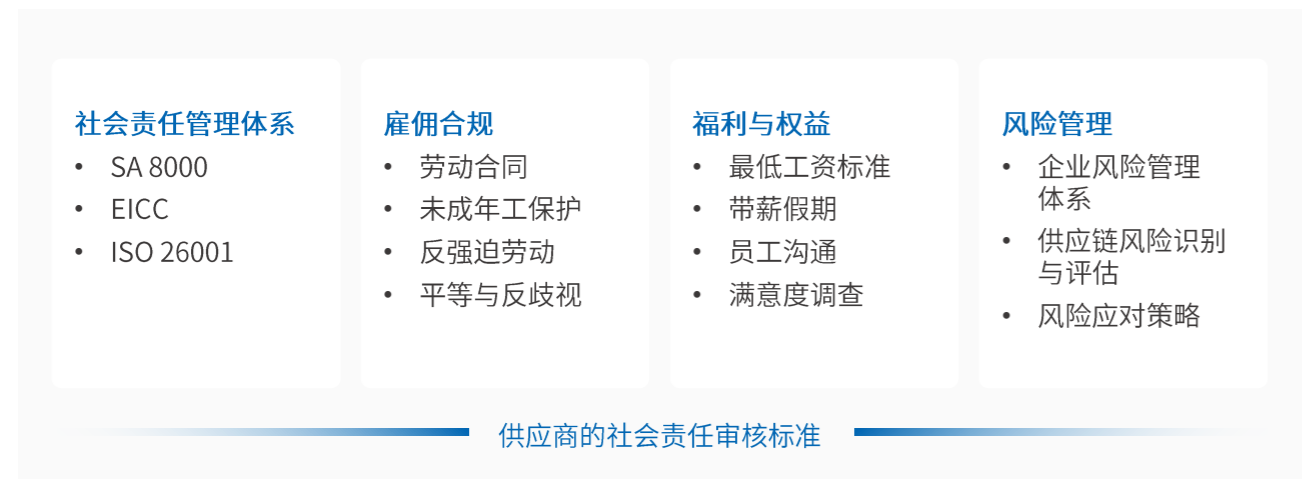 社会责任管理体系
• SA 8000
• EICC
• ISO 26001
雇佣合规
• 劳动合同
• 未成年工保护
• 反强迫劳动
• 平等与反歧视
福利与权益
• 最低工资标准
• 带薪假期
• 员工沟通
• 满意度调查
风险管理
• 企业风险管理
体系
• 供应链风险识别
与评估
• 风险应对策略
供应商的社会责任审核标准